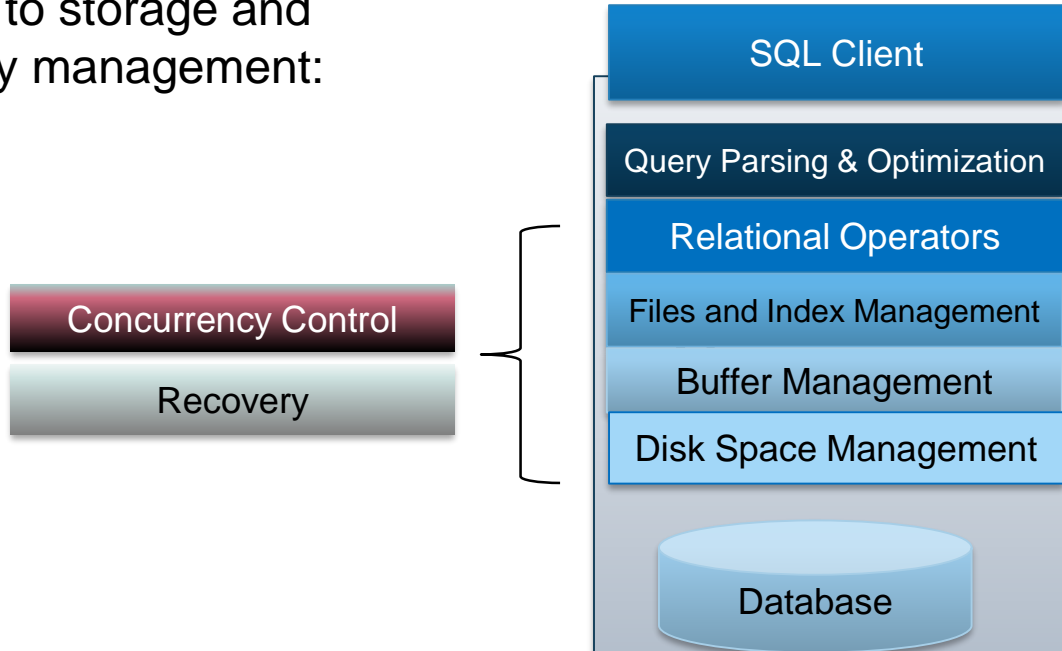 to storage and
y management:
SQL Client
Query Parsing & Optimization
Relational Operators
Concurrency Control
Files and Index Management
Recovery
Buffer Management
Disk Space Management
Database